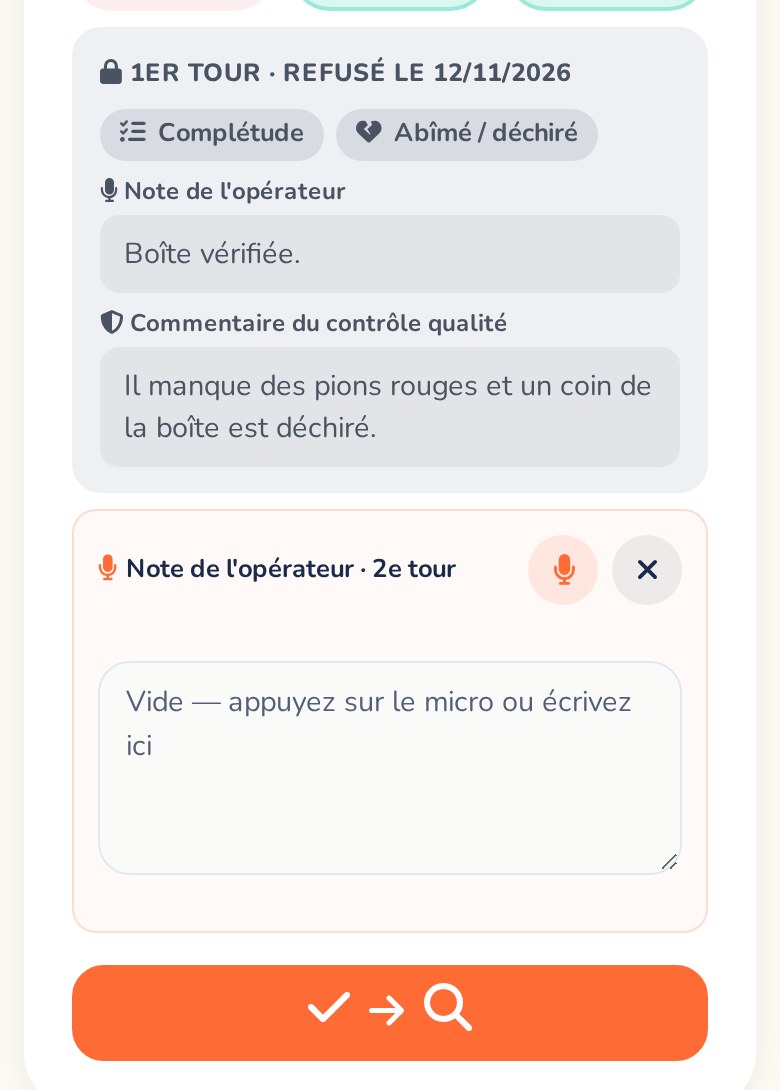 1ER TOUR · REFUSÉ LE 12/11/2026
Complétude
Abîmé / déchiré
Note de l'opérateur
Boîte vérifiée.
Commentaire du contrôle qualité
Il manque des pions rouges et un coin de
la boîte est déchiré.
Note de l'opérateur · 2e tour
Vide — appuyez sur le micro ou écrivez
ici